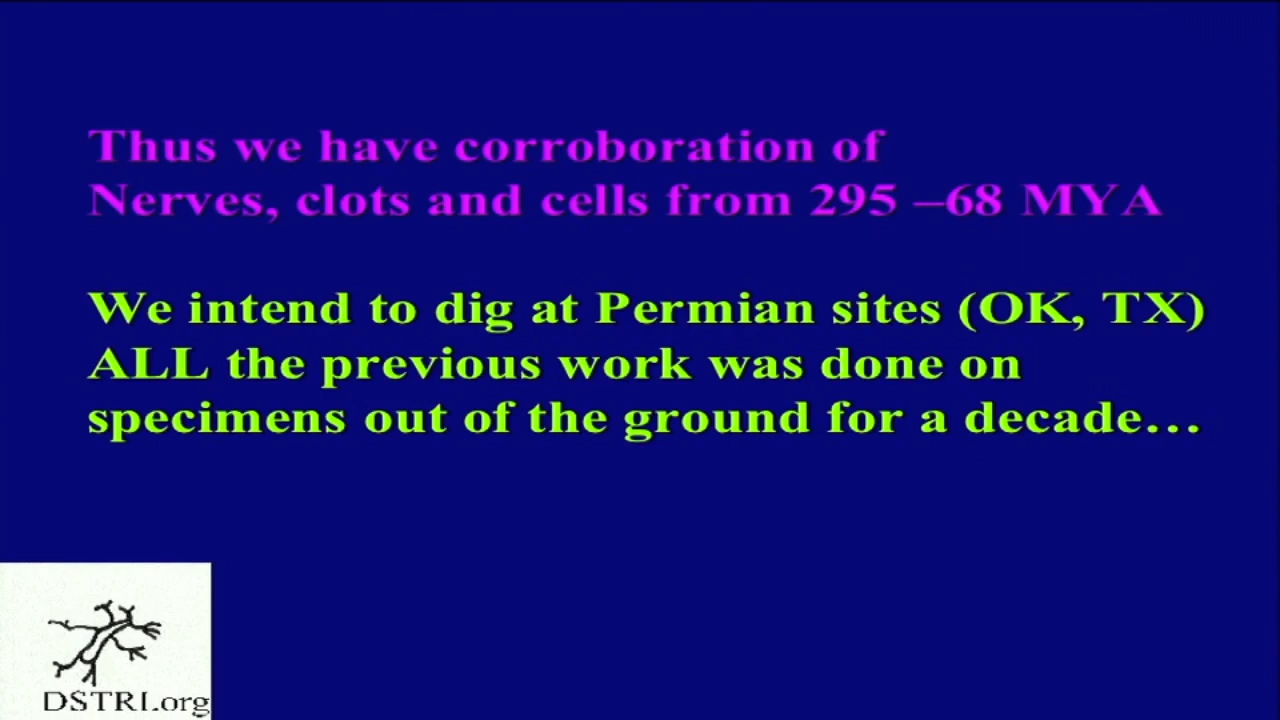 Thus we have corroboration of
Nerves, clots and cells from 295 –68 MYA
We intend to dig at Permian sites (OK, TX)
ALL the previous work was done on
specimens out of the ground for a decade…
DSTRI.org